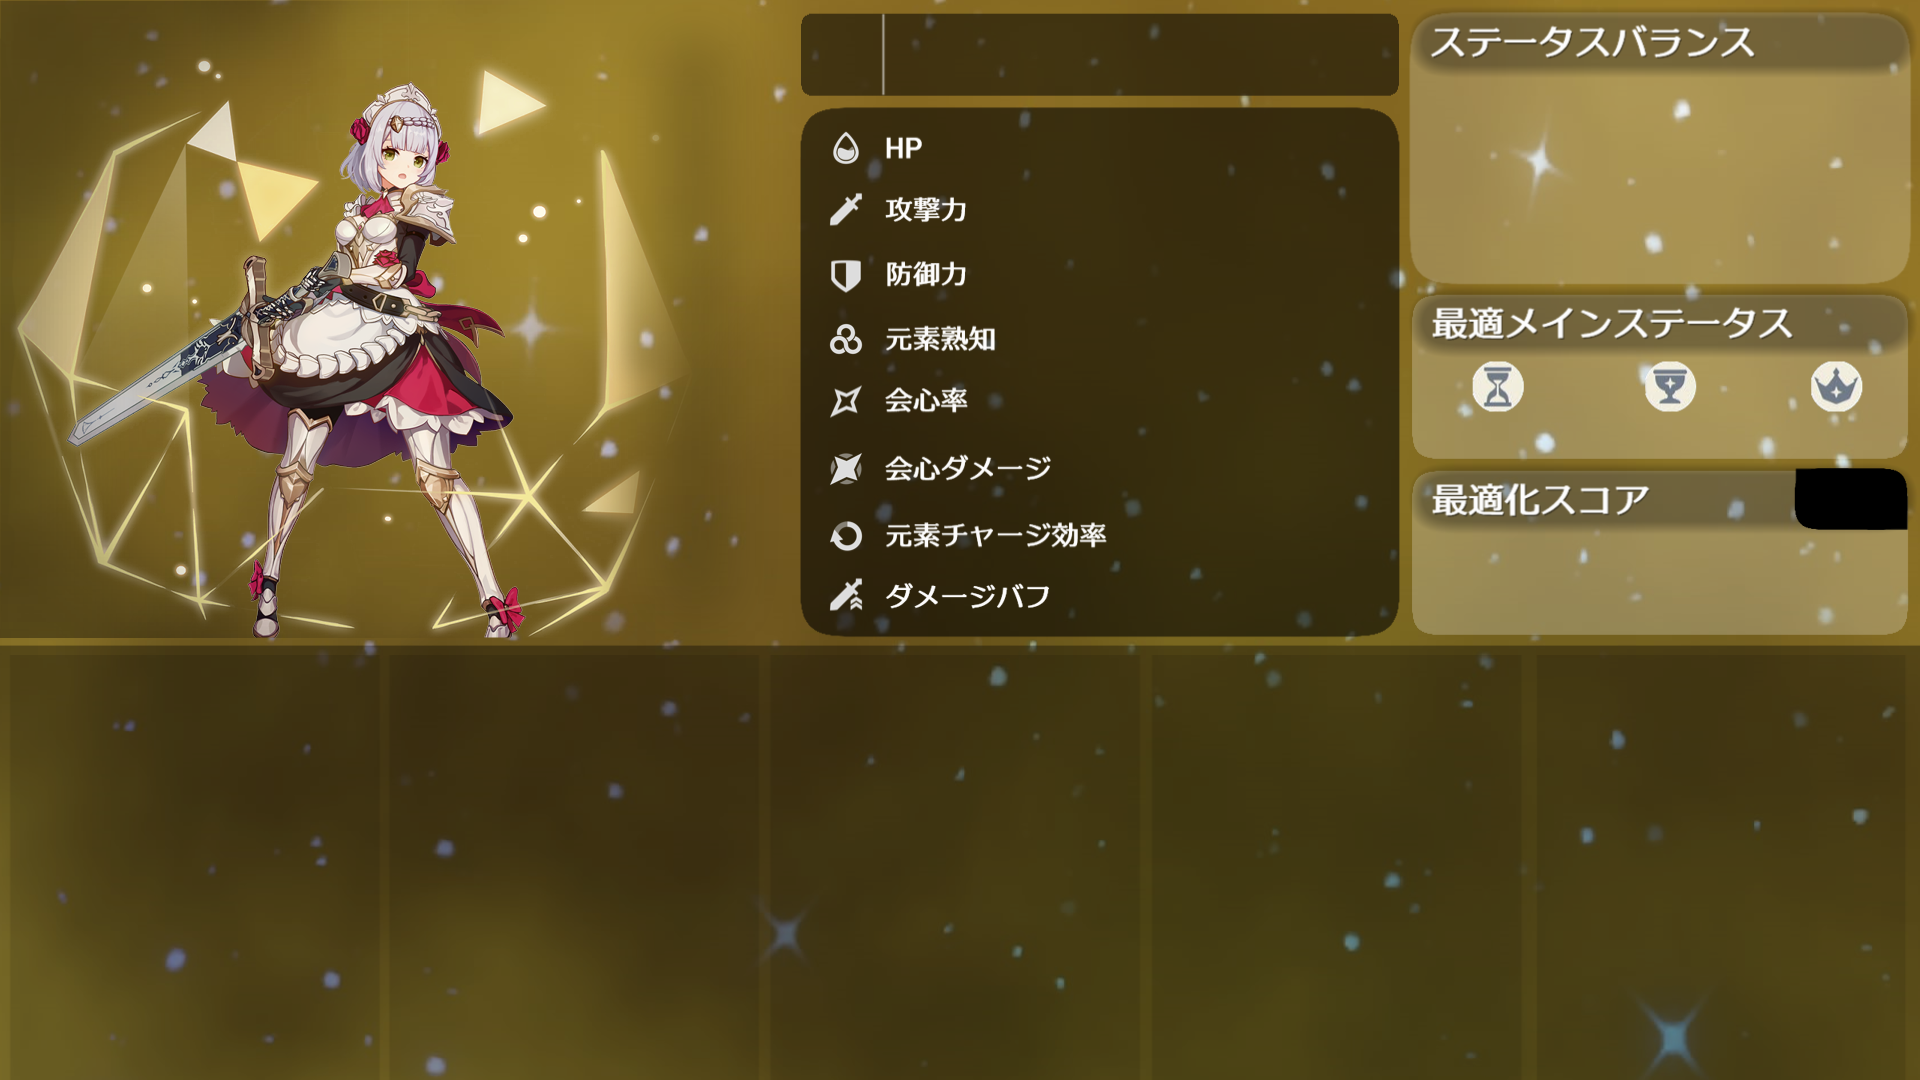 HP
攻撃力
防御力
元素熟知
会心率
会心ダメージ
元素チャージ効率
ダメージバフ
ステータスバランス
最適メインステータス
最適化スコア